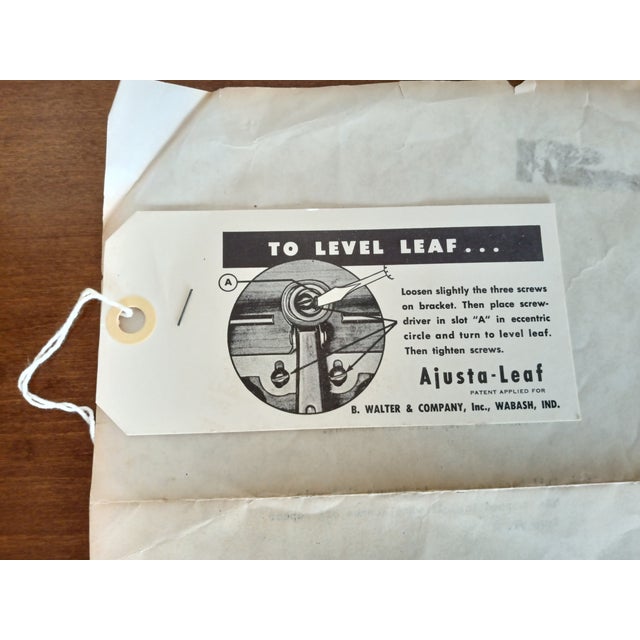 TO LEVEL LEAF...
A
Loosen slightly the three screws
on bracket. Then place screw-
driver in slot "A" in eccentric
circle and turn to level leaf.
Then tighten screws.
Ajusta-Leaf
PATENT APPLIED FOR
B. WALTER & COMPANY, Inc., WABASH, IND.